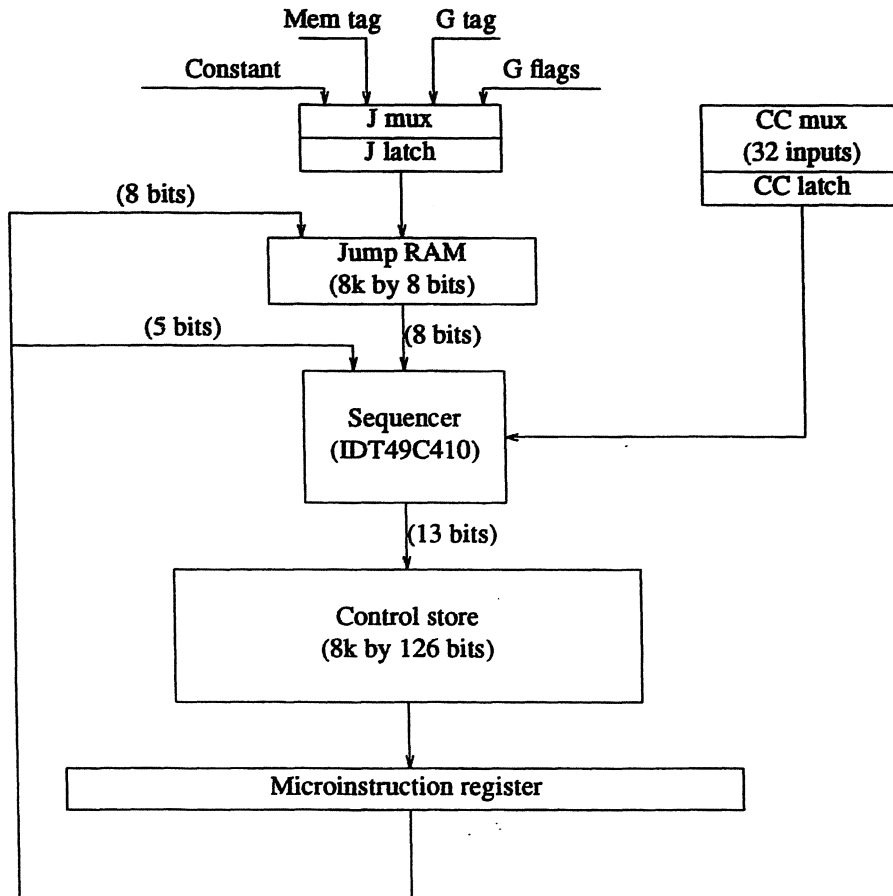 Mem tag
G tag
Constant
G flags
J mux
J latch
CC mux
(32 inputs)
CC latch
(8 bits)
Jump RAM
(8k by 8 bits)
(5 bits)
(8 bits)
Sequencer
(IDT49C410)
(13 bits)
Control store
(8k by 126 bits)
Microinstruction register